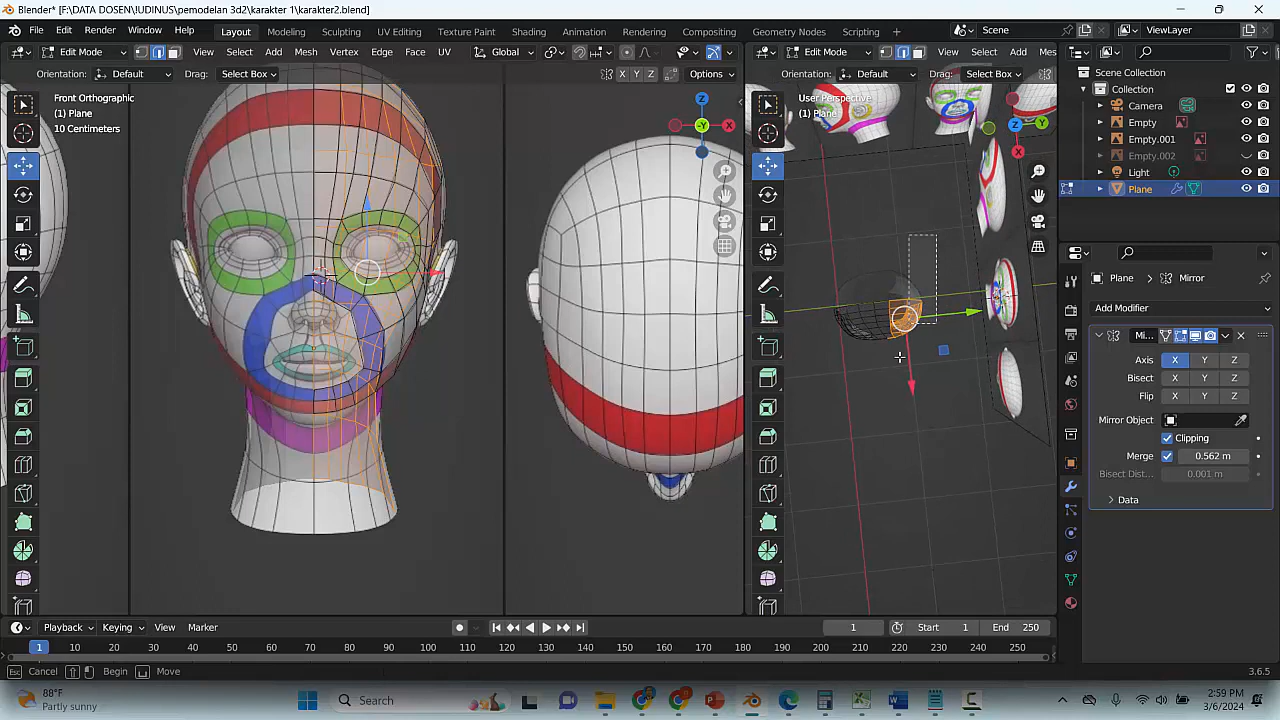 Blender* [F:\DATA DOSEN\!UDINUS\pemodelan 3d2\karakter 1\karakter2.blend]
File Edit Render Window Help Layout Modeling Sculpting UV Editing Texture Paint Shading Animation Rendering Compositing Geometry Nodes Scripting + Scene ViewLayer
Edit Mode View Select Add Mesh Vertex Edge Face UV Global Edit Mode View Select Add Mes
Orientation: Default Drag: Select Box X Y Z Options Orientation: Default Drag: Select Box
Scene Collection
Collection
Camera
Empty
Empty.001
Empty.002
Light
Plane
Front Orthographic
(1) Plane
10 Centimeters
Z
-Y
X
User Perspective
(1) Plane
Z
Y
X
Plane Mirror
Add Modifier
Mi...
Axis X Y Z
Bisect X Y Z
Flip X Y Z
Mirror Object
Clipping
Merge 0.562 m
Bisect Dist... 0.001 m
Data
Playback Keying View Marker 1 Start 1 End 250
1 10 20 30 40 50 60 70 80 90 100 110 120 130 140 150 160 170 180 190 200 210 220 230 240 250
Esc Cancel Begin Move 3.6.5
88°F
Partly sunny
Search
2:59 PM
3/6/2024